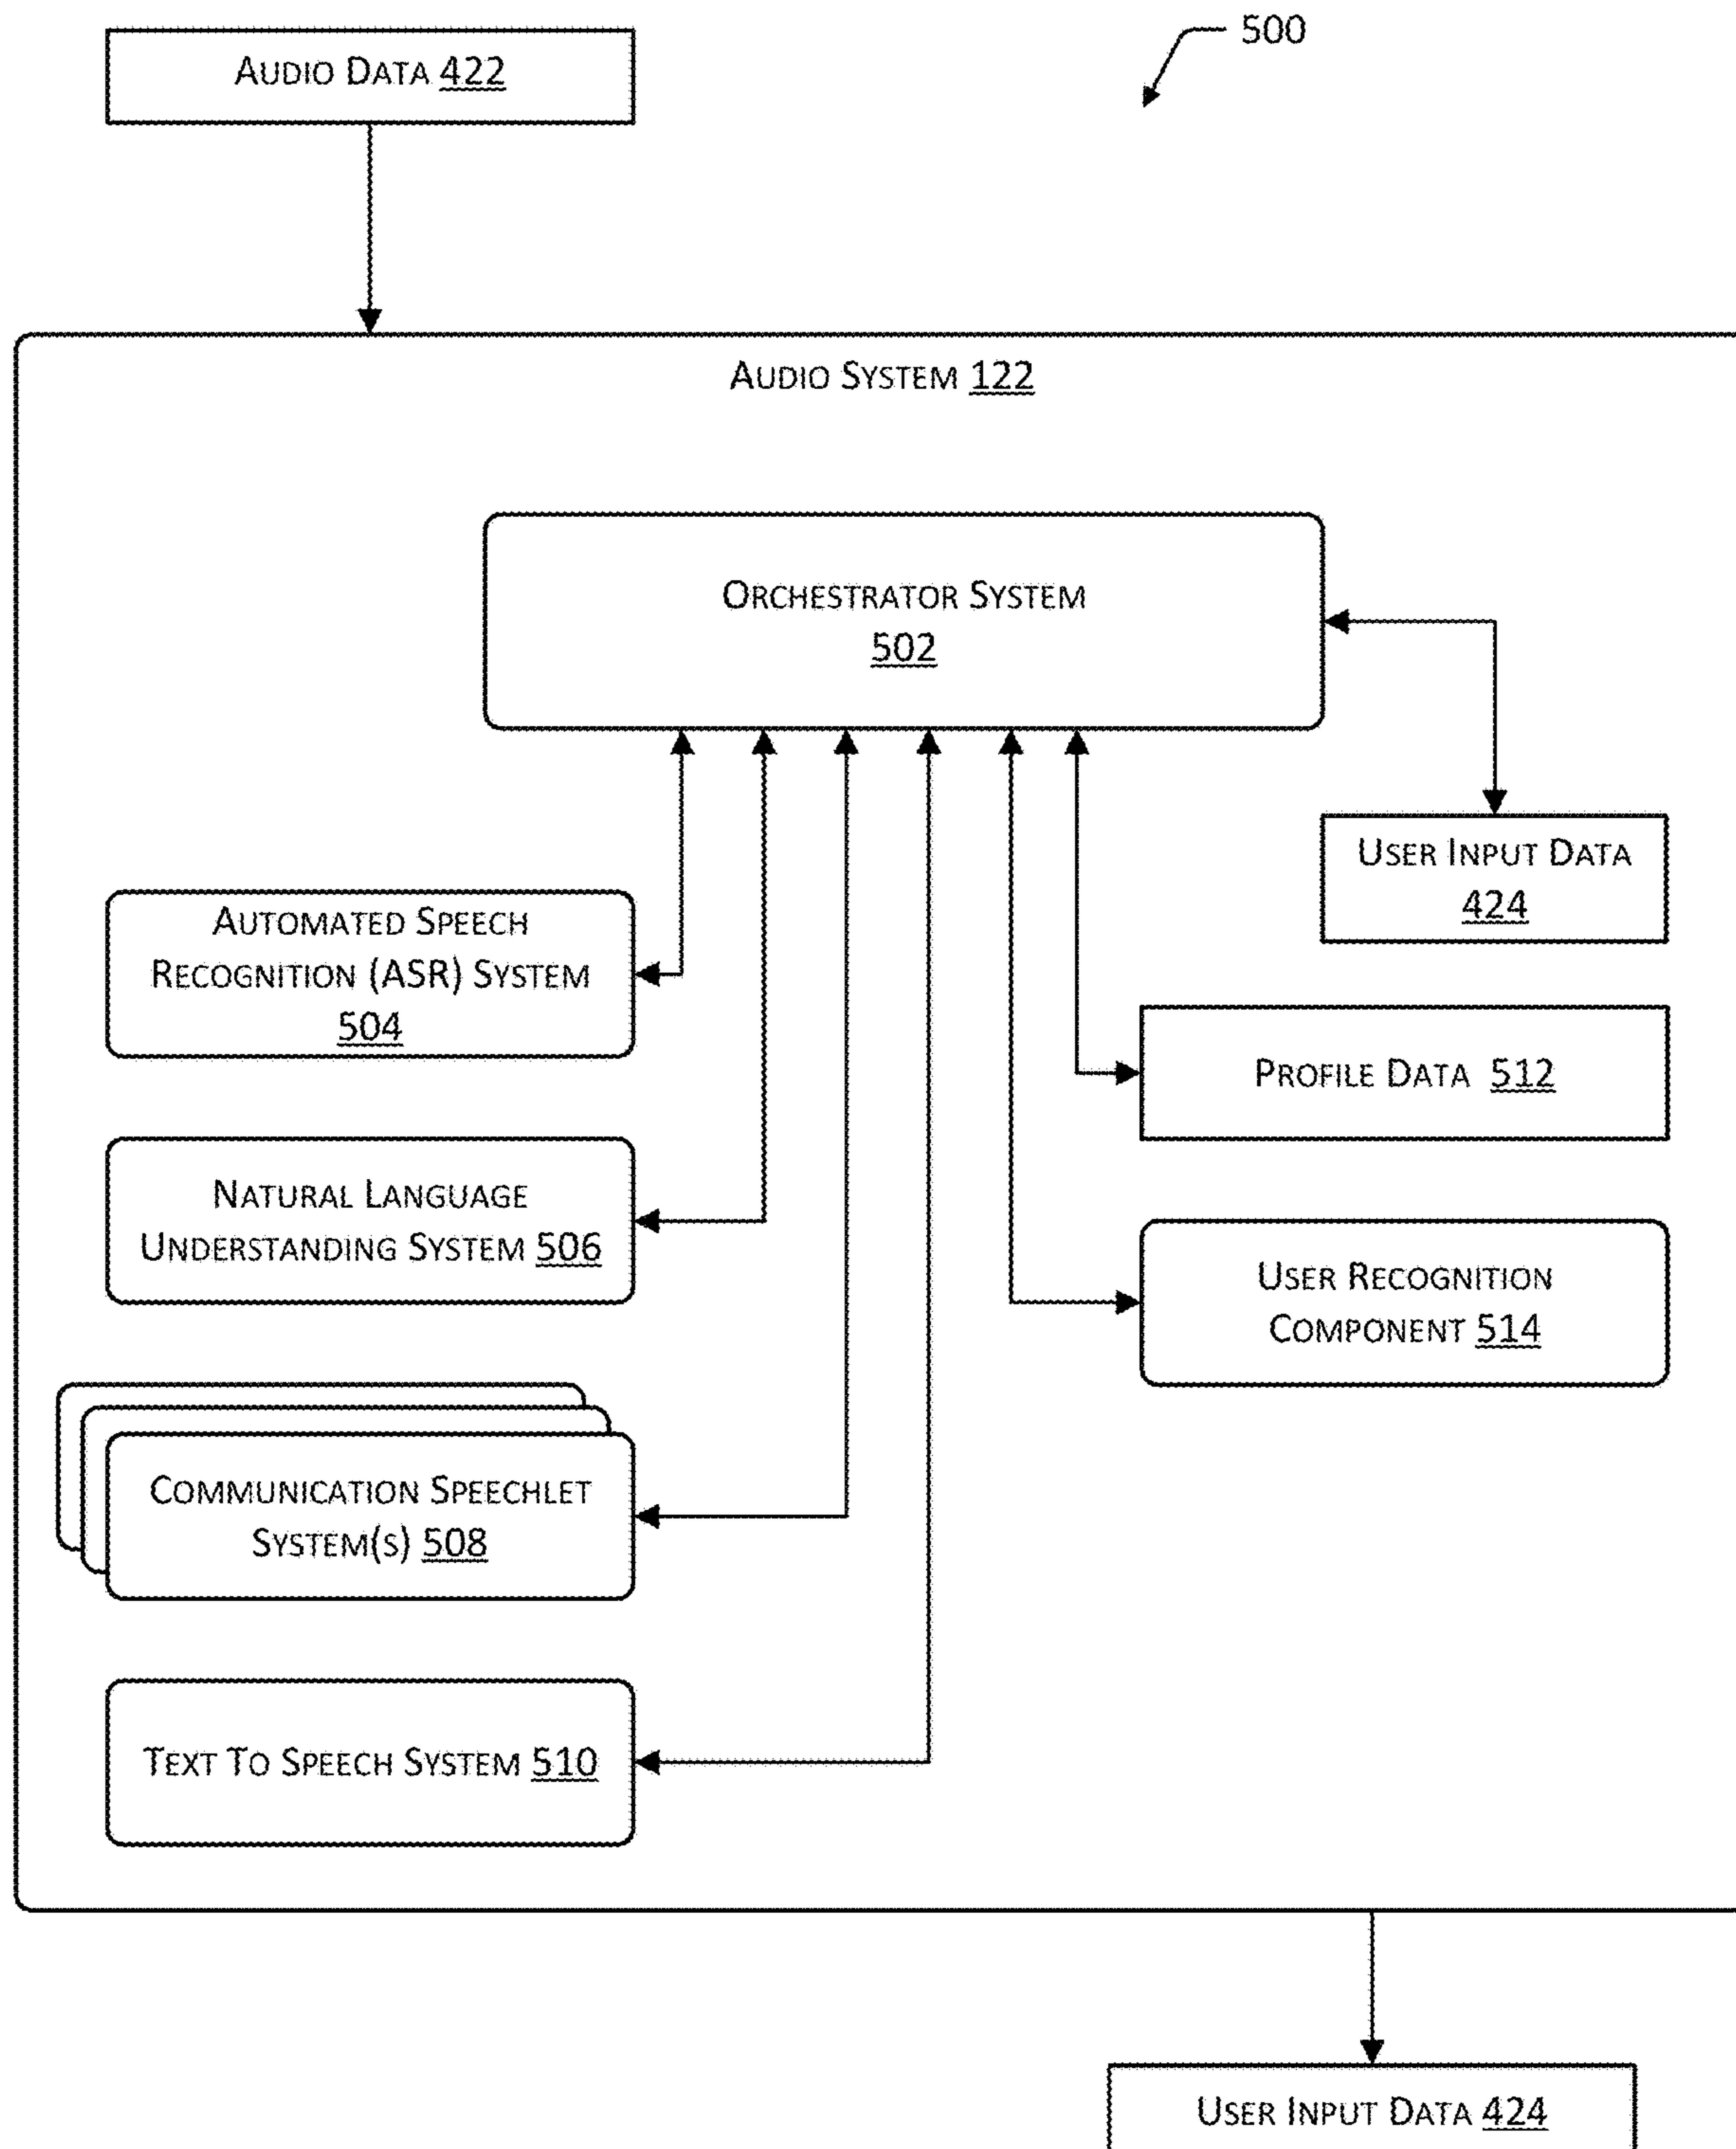 500
AUDIO DATA 422
AUDIO SYSTEM 122
ORCHESTRATOR SYSTEM
502
USER INPUT DATA
424
AUTOMATED SPEECH
RECOGNITION (ASR) SYSTEM
504
PROFILE DATA 512
NATURAL LANGUAGE
UNDERSTANDING SYSTEM 506
USER RECOGNITION
COMPONENT 514
COMMUNICATION SPEECHLET
SYSTEM(S) 508
TEXT TO SPEECH SYSTEM 510
USER INPUT DATA 424